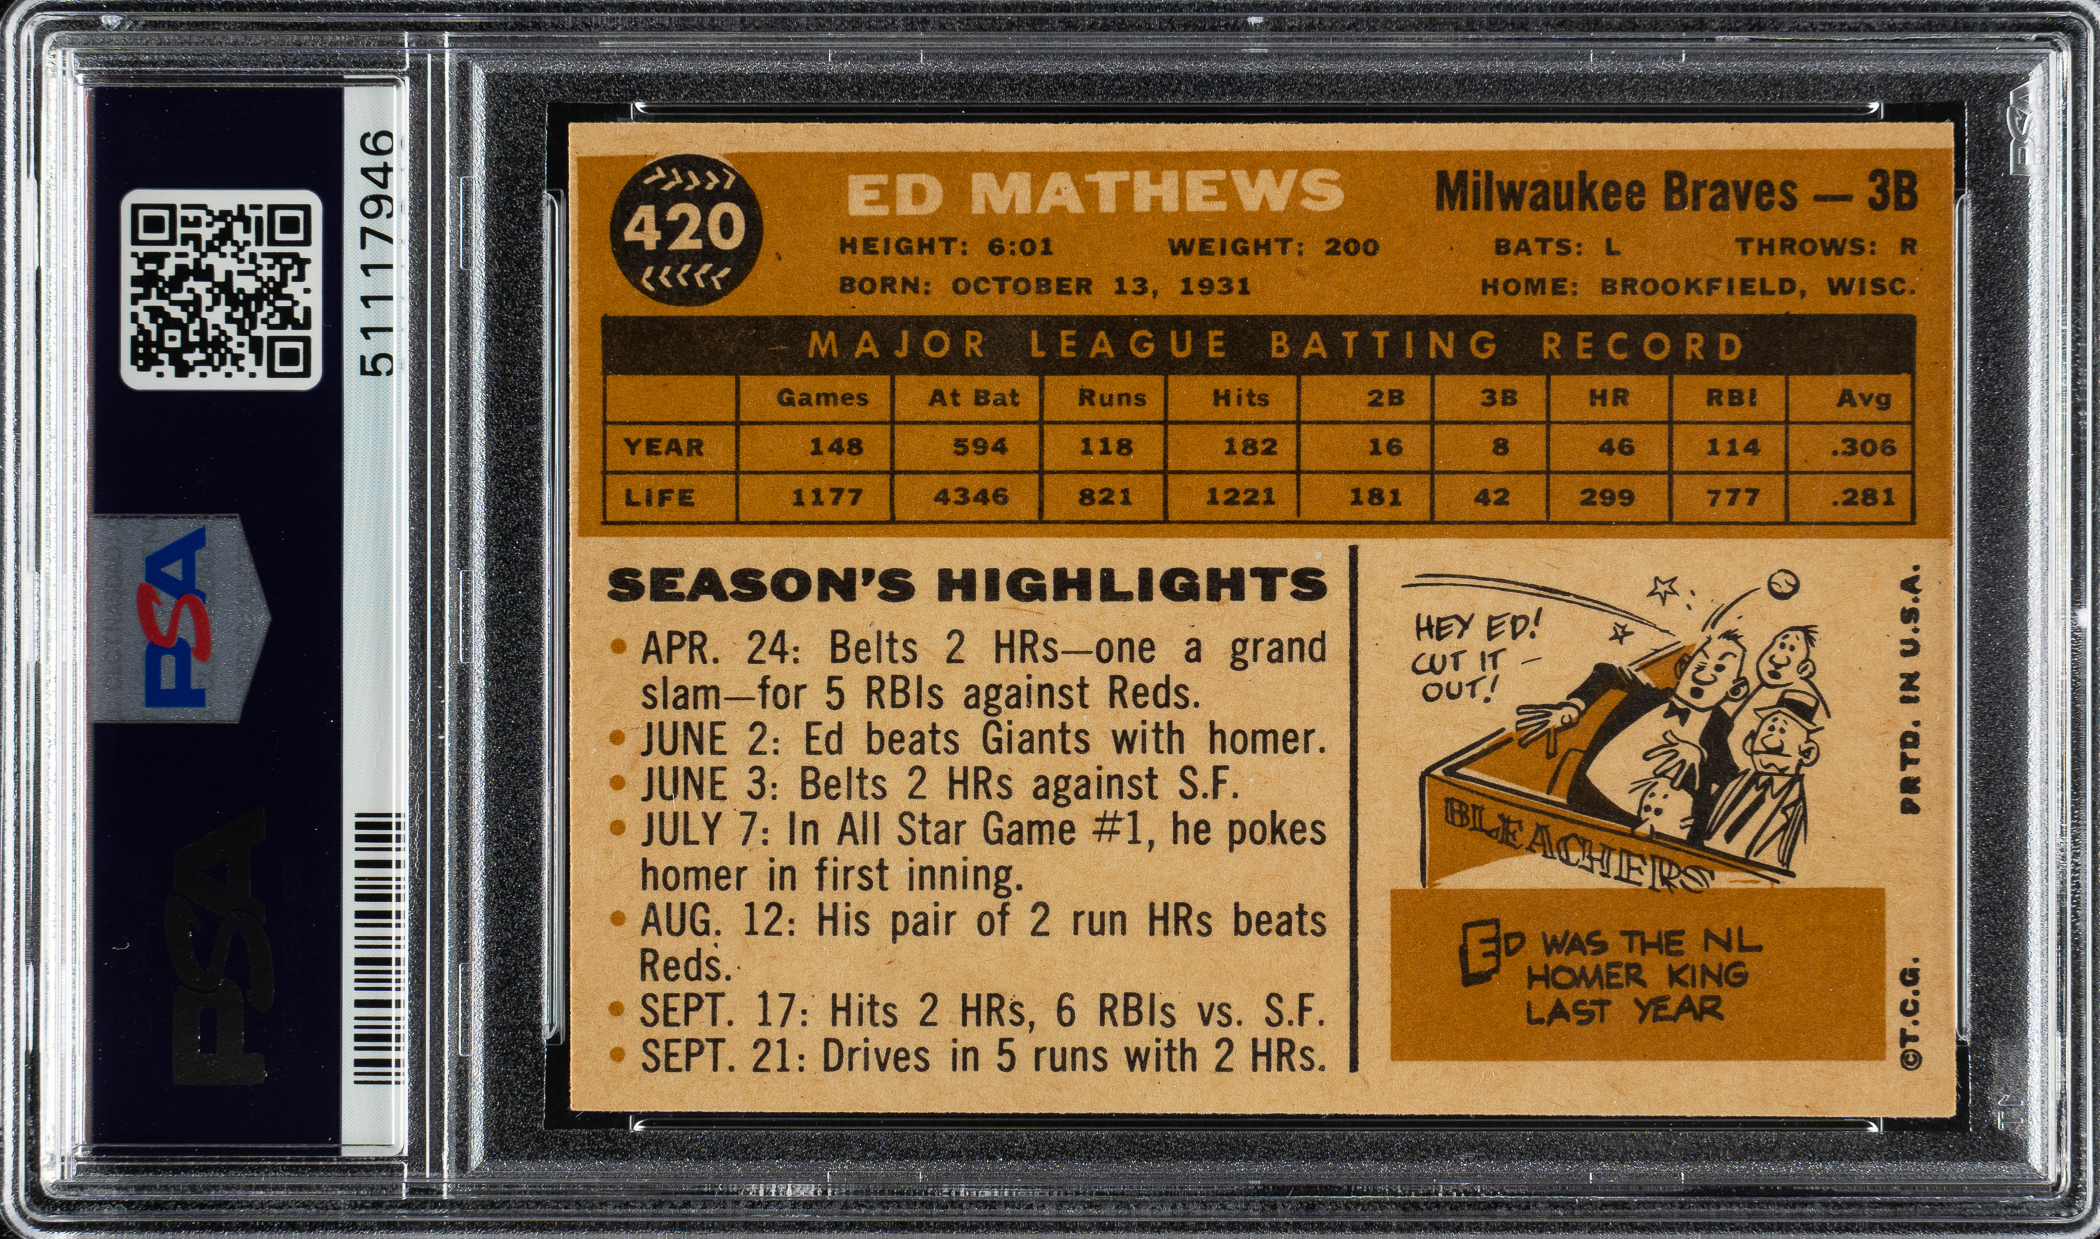 51117946
PSA
PSA
PSA
420
ED MATHEWS
Milwaukee Braves — 3B
HEIGHT: 6:01 WEIGHT: 200 BATS: L THROWS: R
BORN: OCTOBER 13, 1931 HOME: BROOKFIELD, WISC.
MAJOR LEAGUE BATTING RECORD
Games At Bat Runs Hits 2B 3B HR RBI Avg
YEAR 148 594 118 182 16 8 46 114 .306
LIFE 1177 4346 821 1221 181 42 299 777 .281
SEASON'S HIGHLIGHTS
• APR. 24: Belts 2 HRs—one a grand
slam—for 5 RBIs against Reds.
• JUNE 2: Ed beats Giants with homer.
• JUNE 3: Belts 2 HRs against S.F.
• JULY 7: In All Star Game #1, he pokes
homer in first inning.
• AUG. 12: His pair of 2 run HRs beats
Reds.
• SEPT. 17: Hits 2 HRs, 6 RBIs vs. S.F.
• SEPT. 21: Drives in 5 runs with 2 HRs.
HEY ED!
CUT IT —
OUT!
BLEACHERS
ED WAS THE NL
HOMER KING
LAST YEAR
©T.C.G. PRTD. IN U.S.A.